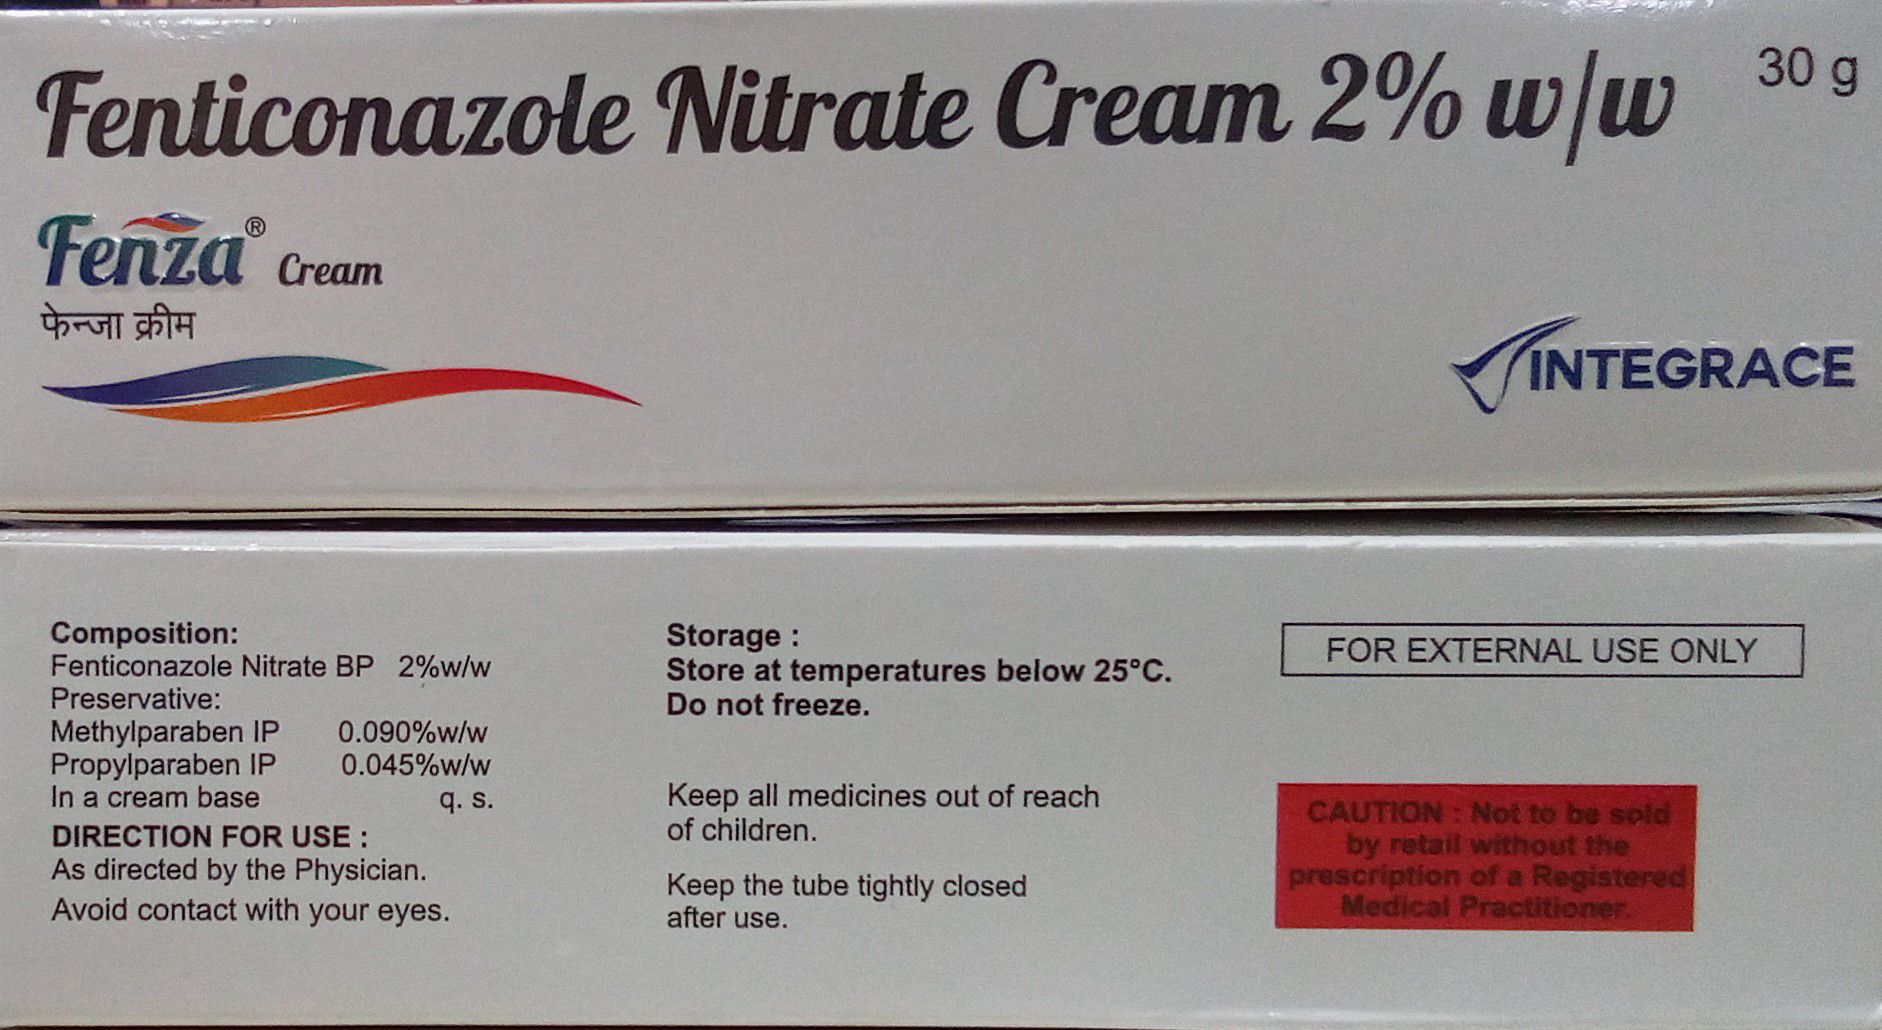 Fenticonazole Nitrate Cream 2% w/w
30 g
Fenza® Cream
फेन्जा क्रीम
INTEGRACE
Composition:
Fenticonazole Nitrate BP 2%w/w
Preservative:
Methylparaben IP 0.090%w/w
Propylparaben IP 0.045%w/w
In a cream base q. s.
DIRECTION FOR USE :
As directed by the Physician.
Avoid contact with your eyes.
Storage :
Store at temperatures below 25°C.
Do not freeze.
Keep all medicines out of reach
of children.
Keep the tube tightly closed
after use.
FOR EXTERNAL USE ONLY
CAUTION : Not to be sold
by retail without the
prescription of a Registered
Medical Practitioner.